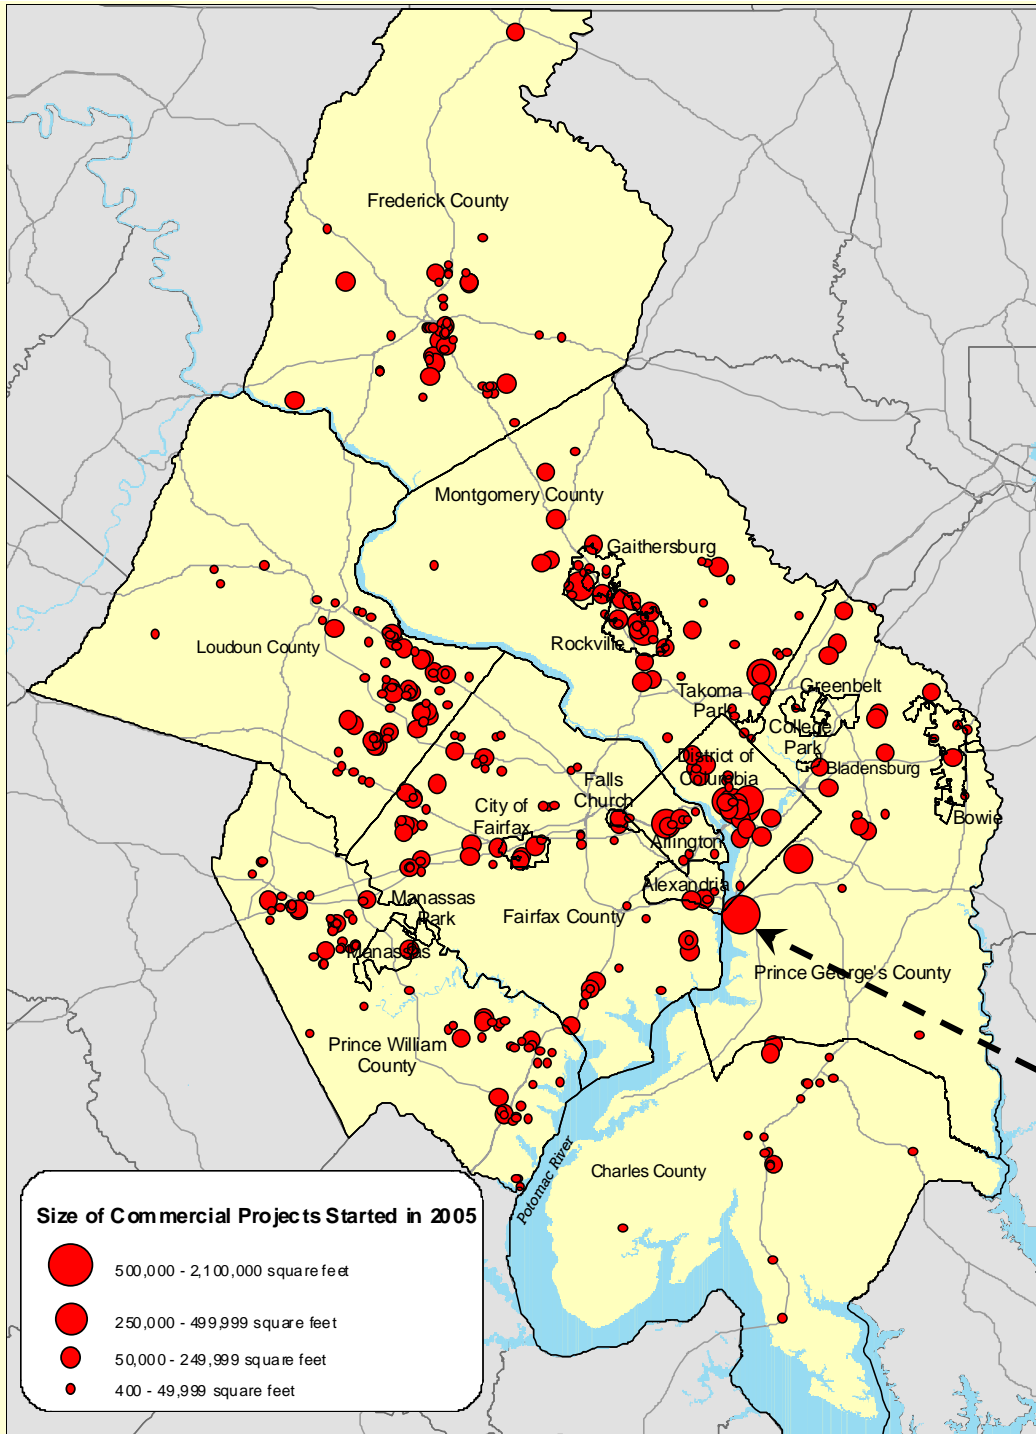 Frederick County
Montgomery County
Gaithersburg
Rockville
Loudoun County
Takoma
Park
Greenbelt
College
Park
District of
Columbia
Bladensburg
Falls
Church
City of
Fairfax
Bowie
Arlington
Alexandria
Manassas
Park
Fairfax County
Manassas
Prince George's County
Prince William
County
Potomac River
Charles County
Size of Commercial Projects Started in 2005
500,000 - 2,100,000 square feet
250,000 - 499,999 square feet
50,000 - 249,999 square feet
400 - 49,999 square feet